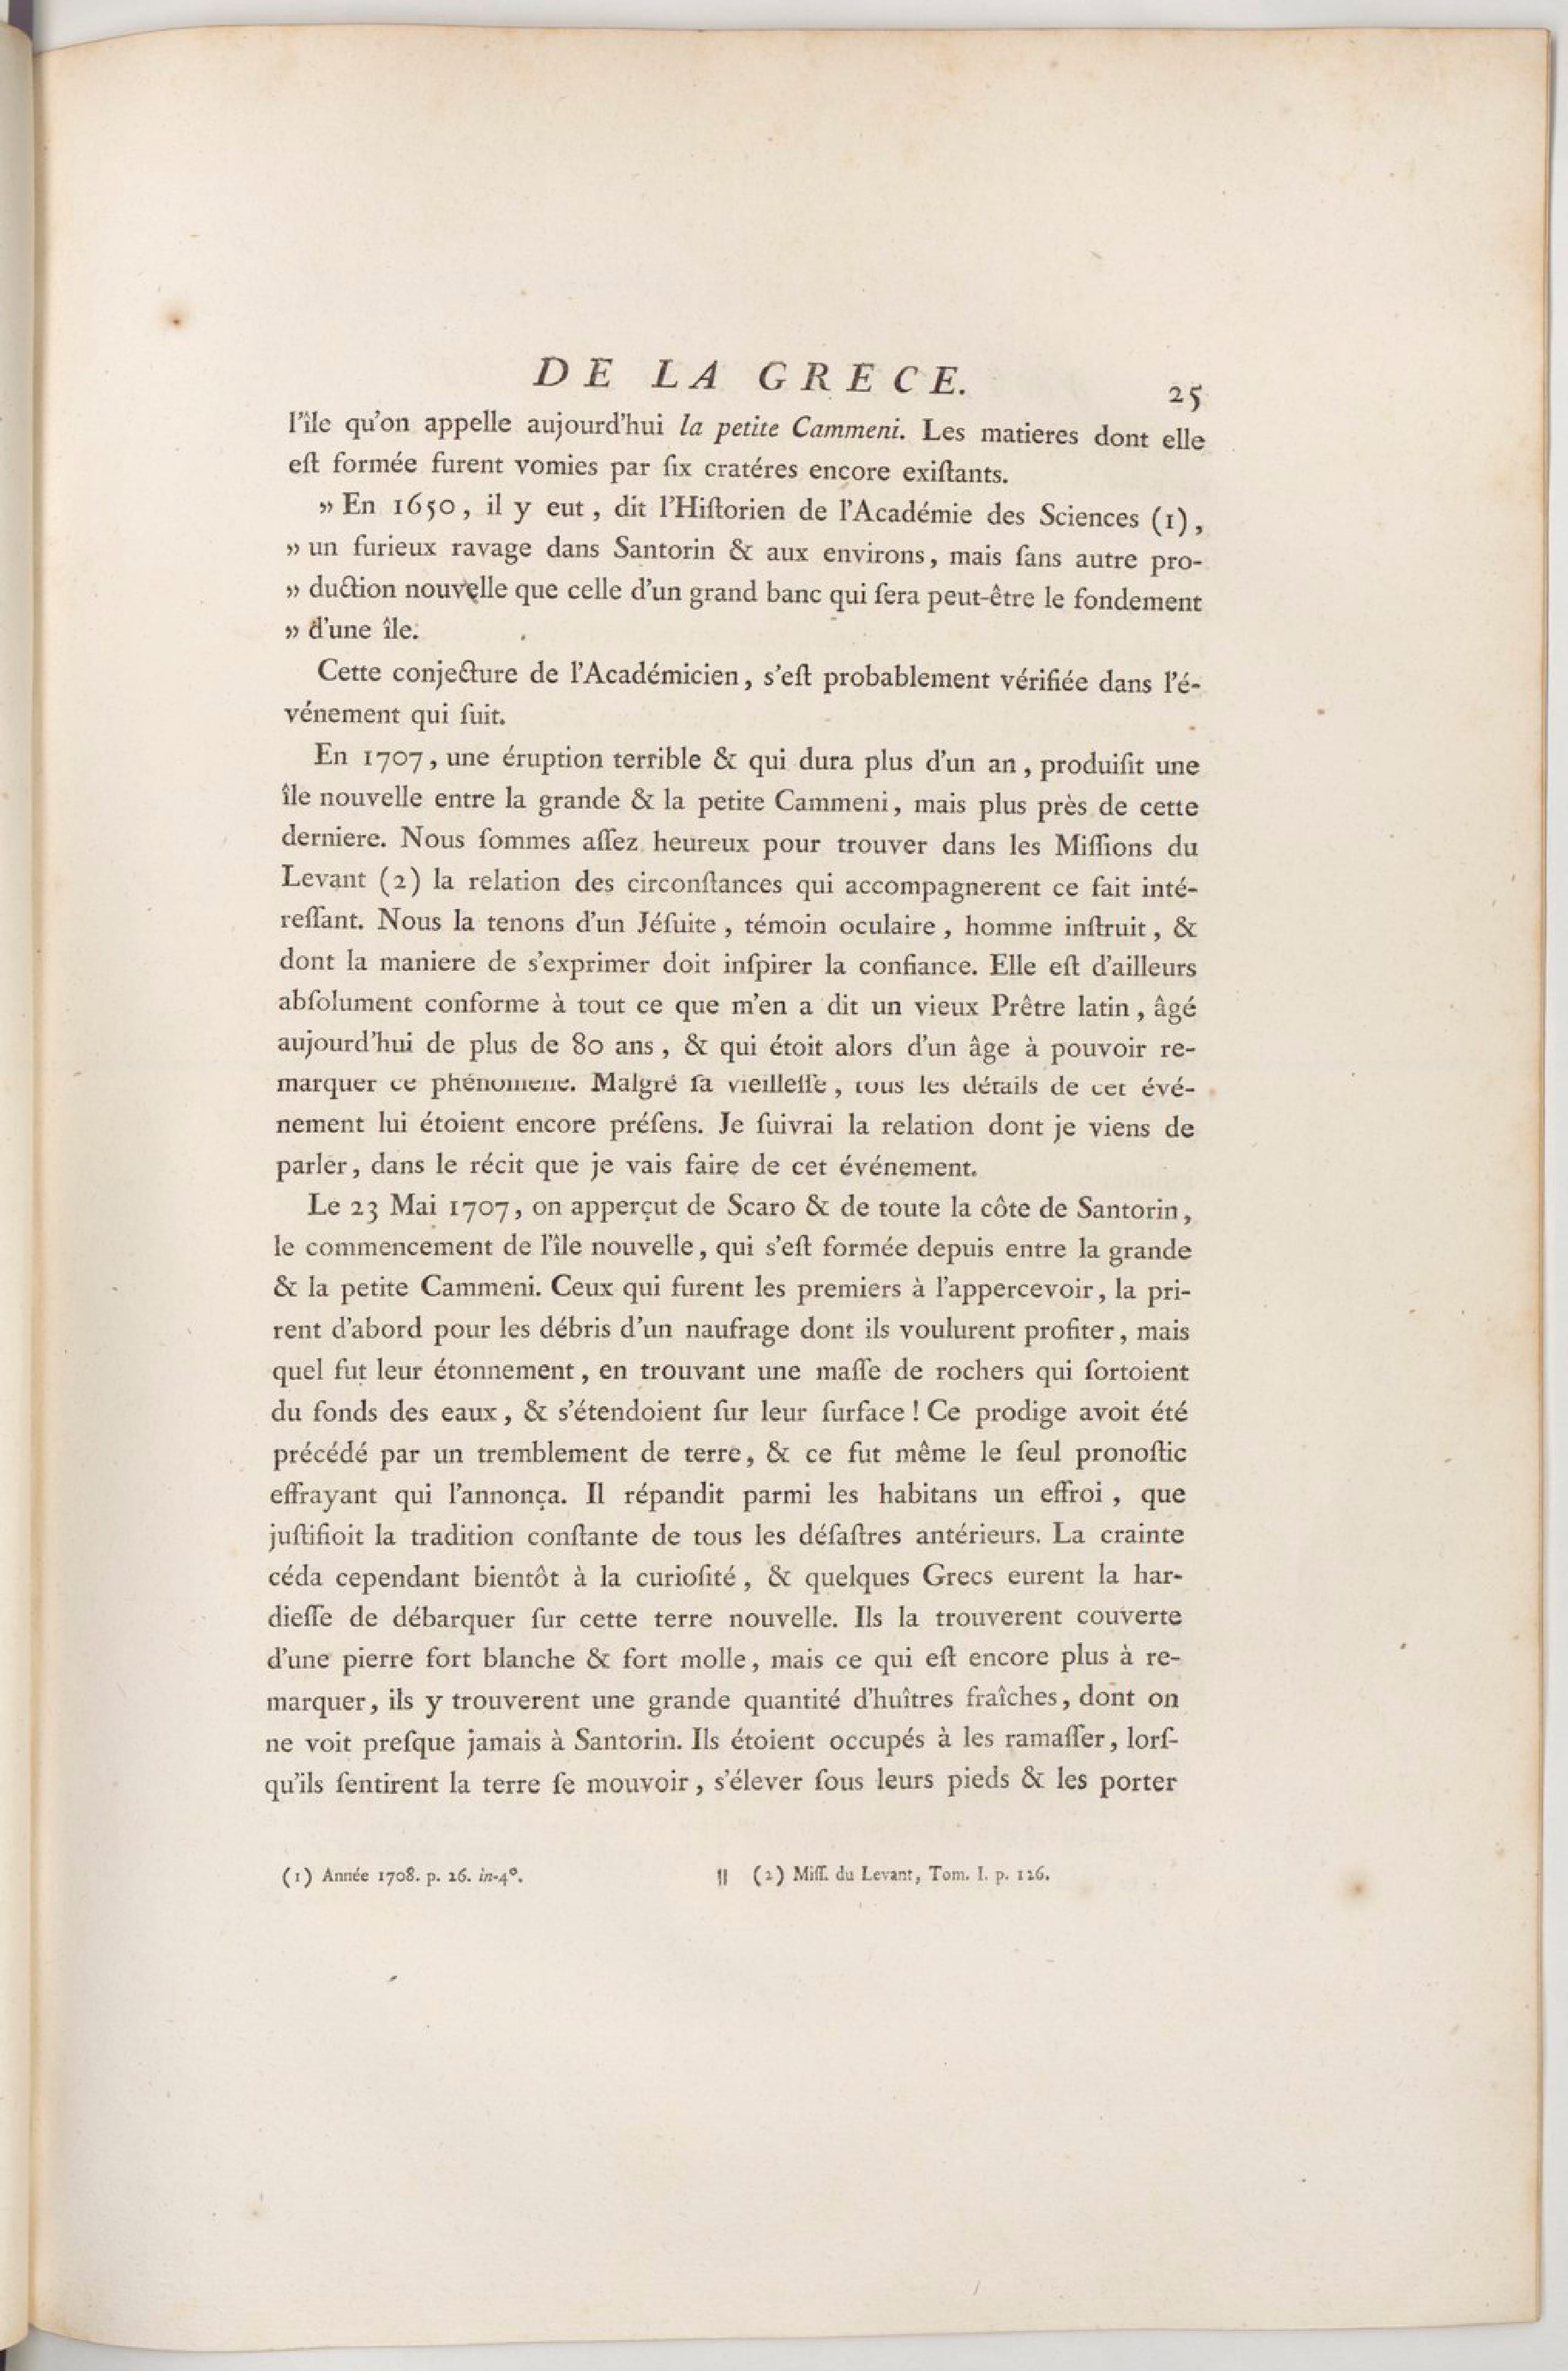 DE LA GRECE. 25
l'île qu'on appelle aujourd'hui la petite Cammeni. Les matieres dont elle
eſt formée furent vomies par ſix cratéres encore exiſtants.
» En 1650, il y eut, dit l'Hiſtorien de l'Académie des Sciences (1),
» un furieux ravage dans Santorin & aux environs, mais ſans autre pro-
» duction nouvelle que celle d'un grand banc qui ſera peut-être le fondement
» d'une île.
Cette conjecture de l'Académicien, s'eſt probablement vérifiée dans l'é-
vénement qui ſuit.
En 1707, une éruption terrible & qui dura plus d'un an, produiſit une
île nouvelle entre la grande & la petite Cammeni, mais plus près de cette
derniere. Nous ſommes aſſez heureux pour trouver dans les Miſſions du
Levant (2) la relation des circonſtances qui accompagnerent ce fait inté-
reſſant. Nous la tenons d'un Jéſuite, témoin oculaire, homme inſtruit, &
dont la maniere de s'exprimer doit inſpirer la confiance. Elle eſt d'ailleurs
abſolument conforme à tout ce que m'en a dit un vieux Prêtre latin, âgé
aujourd'hui de plus de 80 ans, & qui étoit alors d'un âge à pouvoir re-
marquer ce phénomene. Malgré ſa vieilleſſe, tous les détails de cet évé-
nement lui étoient encore préſens. Je ſuivrai la relation dont je viens de
parler, dans le récit que je vais faire de cet événement.
Le 23 Mai 1707, on apperçut de Scaro & de toute la côte de Santorin,
le commencement de l'île nouvelle, qui s'eſt formée depuis entre la grande
& la petite Cammeni. Ceux qui furent les premiers à l'appercevoir, la pri-
rent d'abord pour les débris d'un naufrage dont ils voulurent profiter, mais
quel fut leur étonnement, en trouvant une maſſe de rochers qui ſortoient
du fonds des eaux, & s'étendoient ſur leur ſurface ! Ce prodige avoit été
précédé par un tremblement de terre, & ce fut même le ſeul pronoſtic
effrayant qui l'annonça. Il répandit parmi les habitans un effroi, que
juſtifioit la tradition conſtante de tous les déſaſtres antérieurs. La crainte
céda cependant bientôt à la curioſité, & quelques Grecs eurent la har-
dieſſe de débarquer ſur cette terre nouvelle. Ils la trouverent couverte
d'une pierre fort blanche & fort molle, mais ce qui eſt encore plus à re-
marquer, ils y trouverent une grande quantité d'huîtres fraîches, dont on
ne voit preſque jamais à Santorin. Ils étoient occupés à les ramaſſer, lorſ-
qu'ils ſentirent la terre ſe mouvoir, s'élever ſous leurs pieds & les porter
(1) Année 1708. p. 26. in-4°.
(2) Miſſ. du Levant, Tom. I. p. 126.